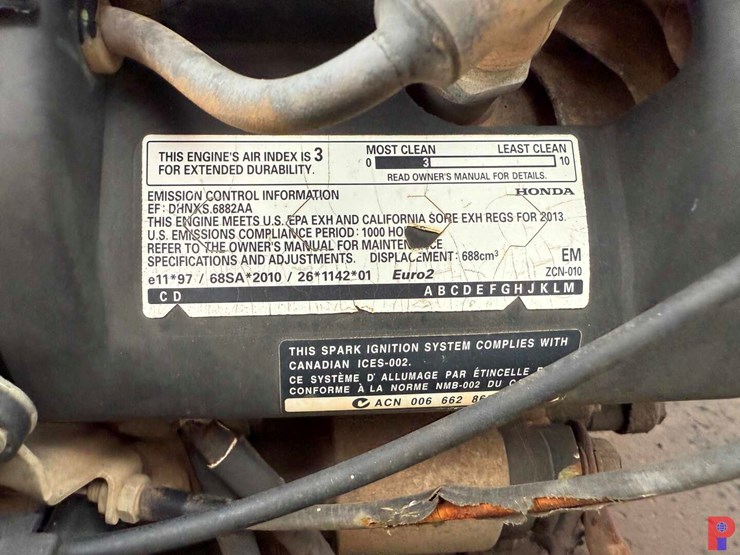 THIS ENGINE'S AIR INDEX IS 3
FOR EXTENDED DURABILITY.
MOST CLEAN LEAST CLEAN
0 3 10
READ OWNER'S MANUAL FOR DETAILS.
EMISSION CONTROL INFORMATION HONDA
EF: DHNXS.6882AA
THIS ENGINE MEETS U.S. EPA EXH AND CALIFORNIA SORE EXH REGS FOR 2013.
U.S. EMISSIONS COMPLIANCE PERIOD: 1000
REFER TO THE OWNER'S MANUAL FOR
SPECIFICATIONS AND ADJUSTMENTS. DISPLACEMENT: 688cm³ EM
e11*97 / 68SA*2010 / 26*1142*01 Euro2 ZCN-010
C D A B C D E F G H J K L M
THIS SPARK IGNITION SYSTEM COMPLIES WITH
CANADIAN ICES-002.
CE SYSTÈME D' ALLUMAGE PAR ÉTINCELLE
CONFORME À LA NORME NMB-002 DU
ACN 006 662